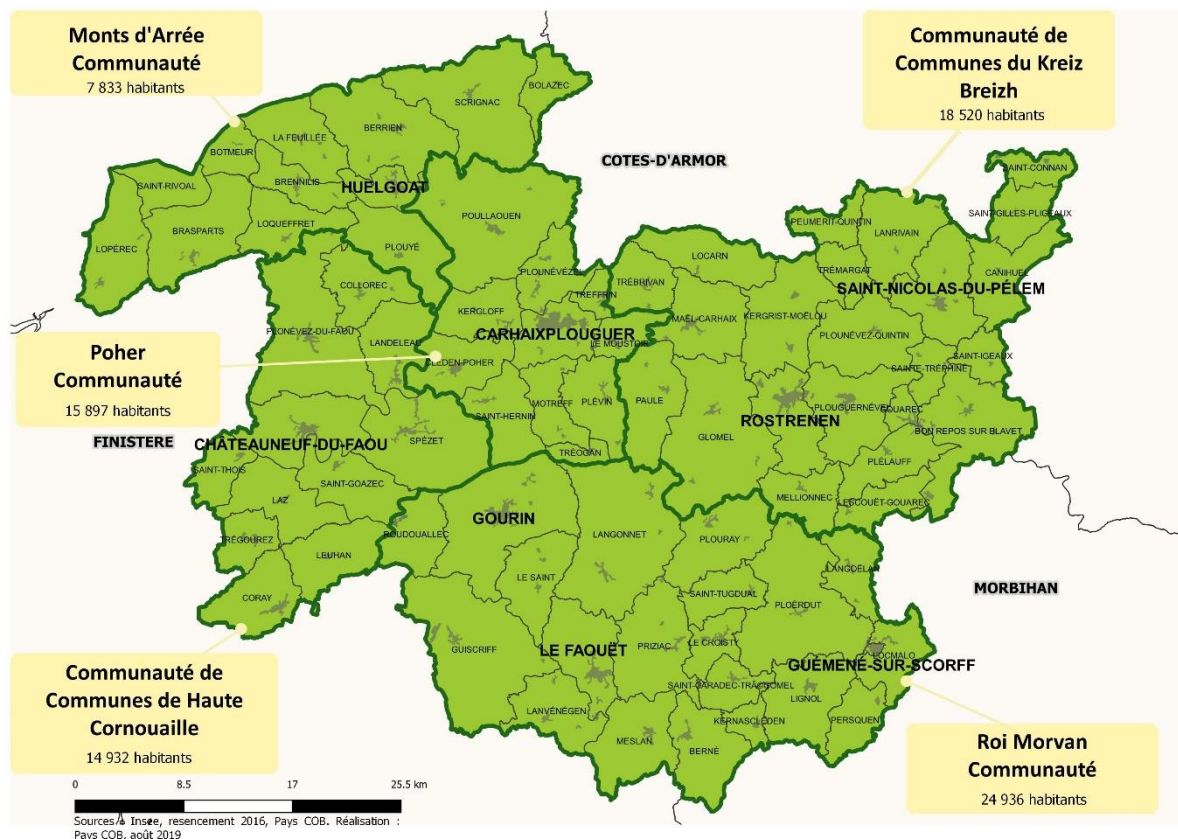 Monts d'Arrée
Communauté
7 833 habitants
Communauté de
Communes du Kreiz
Breizh
18 520 habitants
BOLAZEC
SCRIGNAC
BERRIEN
LA FEUILLÉE
BOTMEUR
COTES-D'ARMOR
SAINT-CONNAN
SAINT-RIVOAL
BRENNILIS
HUELGOAT
SAINT-GILLES-PLIGEAUX
POULLAOUEN
PEUMERIT-QUINTIN
LANRIVAIN
LOQUEFFRET
BRASPARTS
LOPÉREC
PLOUYÉ
LOCARN
TRÉMARGAT
CANIHUEL
PLOUNÉVÉZEL
COLLOREC
TREFFRIN
TRÉBRIVAN
SAINT-NICOLAS-DU-PÉLEM
KERGLOFF
MAËL-CARHAIX
KERGRIST-MOËLOU
PLONÉVEZ-DU-FAOU
CARHAIXPLOUGUER
PLOUNÉVEZ-QUINTIN
LANDELEAU
LE MOUSTOIR
Poher
Communauté
15 897 habitants
CLEDEN-POHER
SAINT-IGEAUX
SAINTE-TRÉPHINE
MOTREFF
PLÉVIN
PAULE
PLOUGUERNÉVEL
GOUAREC
SAINT-HERNIN
ROSTRENEN
BON REPOS SUR BLAVET
FINISTERE
CHÂTEAUNEUF-DU-FAOU
SPÉZET
GLOMEL
TRÉOGAN
PLÉLAUFF
SAINT-THOIS
SAINT-GOAZEC
MELLIONNEC
LESCOUËT-GOUAREC
LAZ
GOURIN
ROUDOUALLEC
LANGONNET
TRÉGOUREZ
PLOURAY
LEUHAN
LANGOELAN
LE SAINT
MORBIHAN
CORAY
SAINT-TUGDUAL
PLOËRDUT
GUISCRIFF
LE FAOUËT
PRIZIAC
LE CROISTY
LOCMALO
GUÉMENÉ-SUR-SCORFF
SAINT-CARADEC-TRÉGOMEL
LIGNOL
LANVÉNÉGEN
KERNASCLÉDEN
PERSQUEN
MESLAN
BERNÉ
Communauté de
Communes de Haute
Cornouaille
14 932 habitants
Roi Morvan
Communauté
24 936 habitants
0 8.5 17 25.5 km
Sources : Insée, resencement 2016, Pays COB. Réalisation :
Pays COB, août 2019